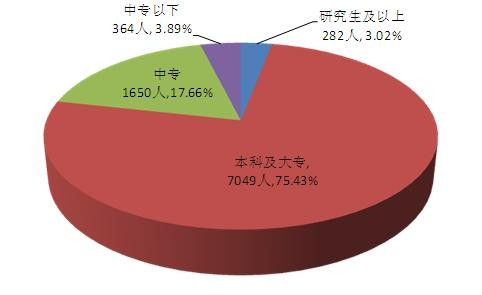 中专以下
364人,3.89%
研究生及以上
282人,3.02%
中专
1650人,17.66%
本科及大专,
7049人,75.43%